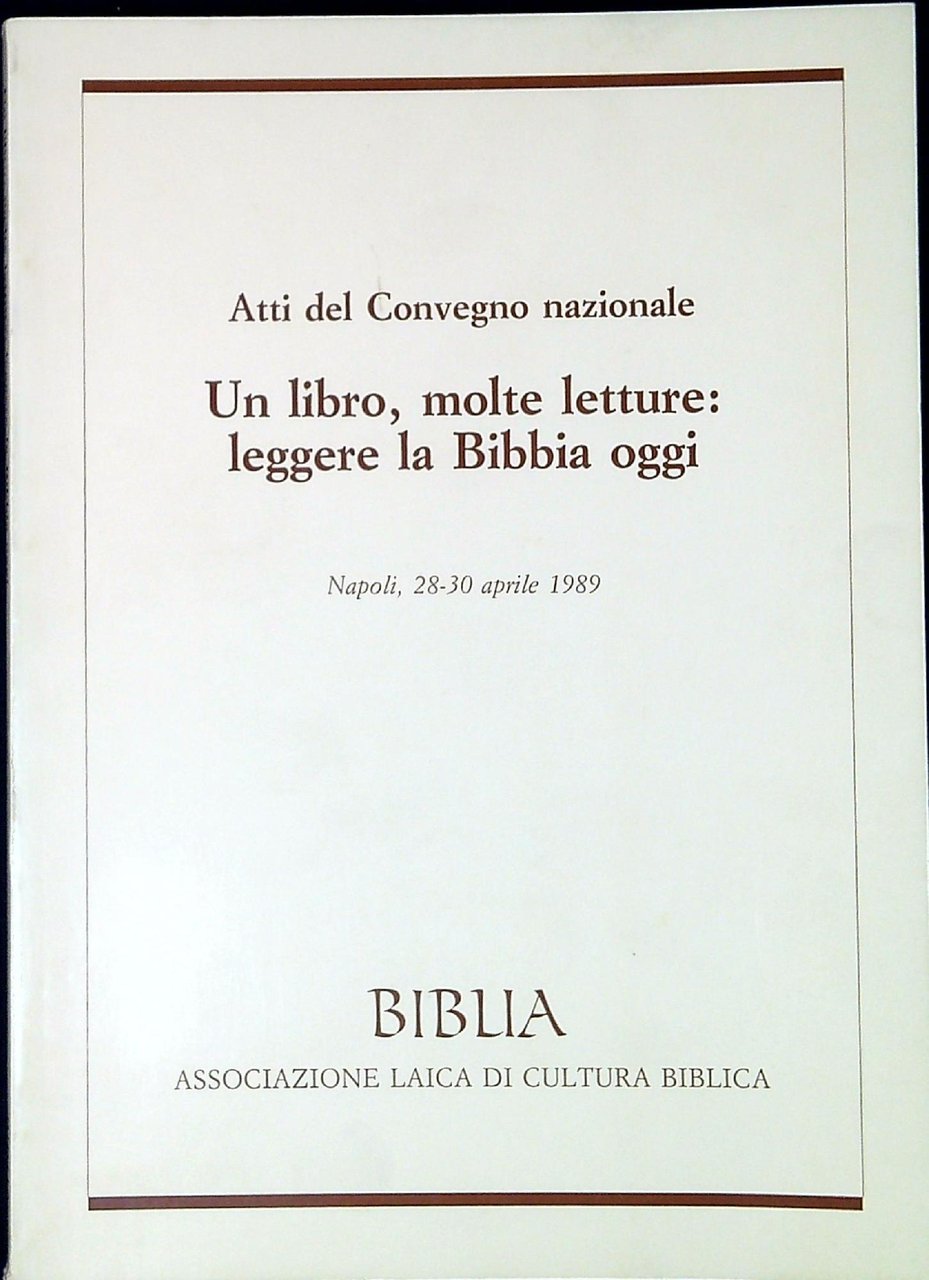 Atti del Convegno nazionale
Un libro, molte letture:
leggere la Bibbia oggi
Napoli, 28-30 aprile 1989
BIBLIA
ASSOCIAZIONE LAICA DI CULTURA BIBLICA